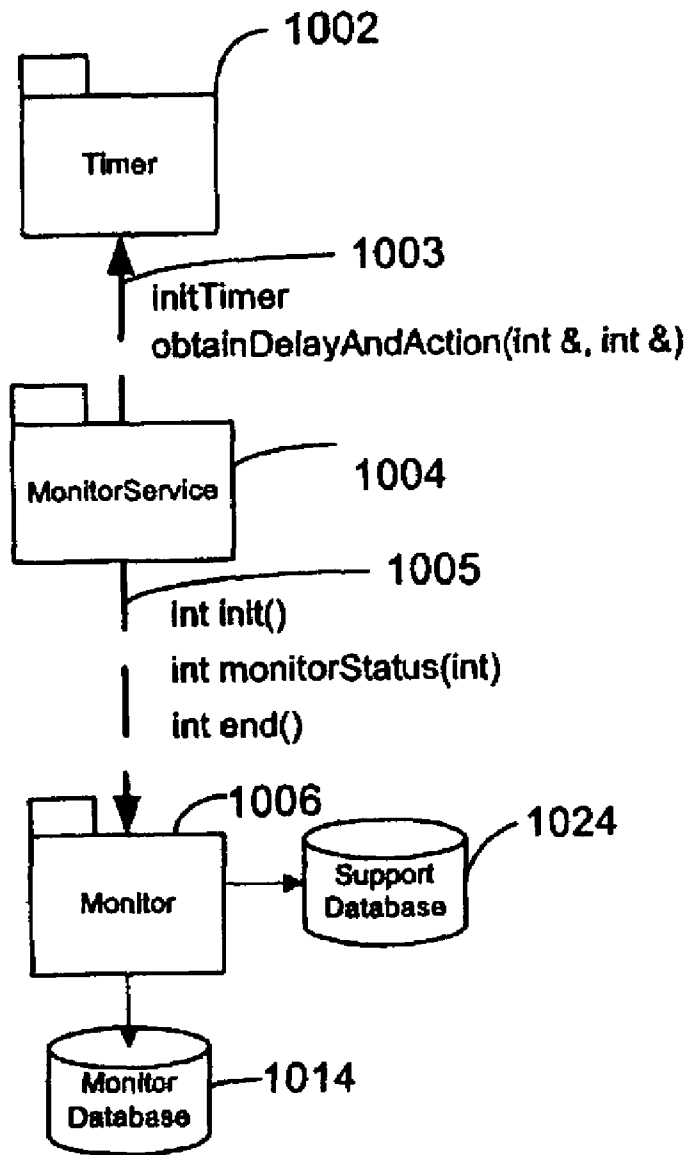 1002
Timer
1003
initTimer
obtainDelayAndAction(int &, int &)
MonitorService
1004
1005
int init()
int monitorStatus(int)
int end()
1006
1024
Monitor
Support
Database
Monitor
Database
1014